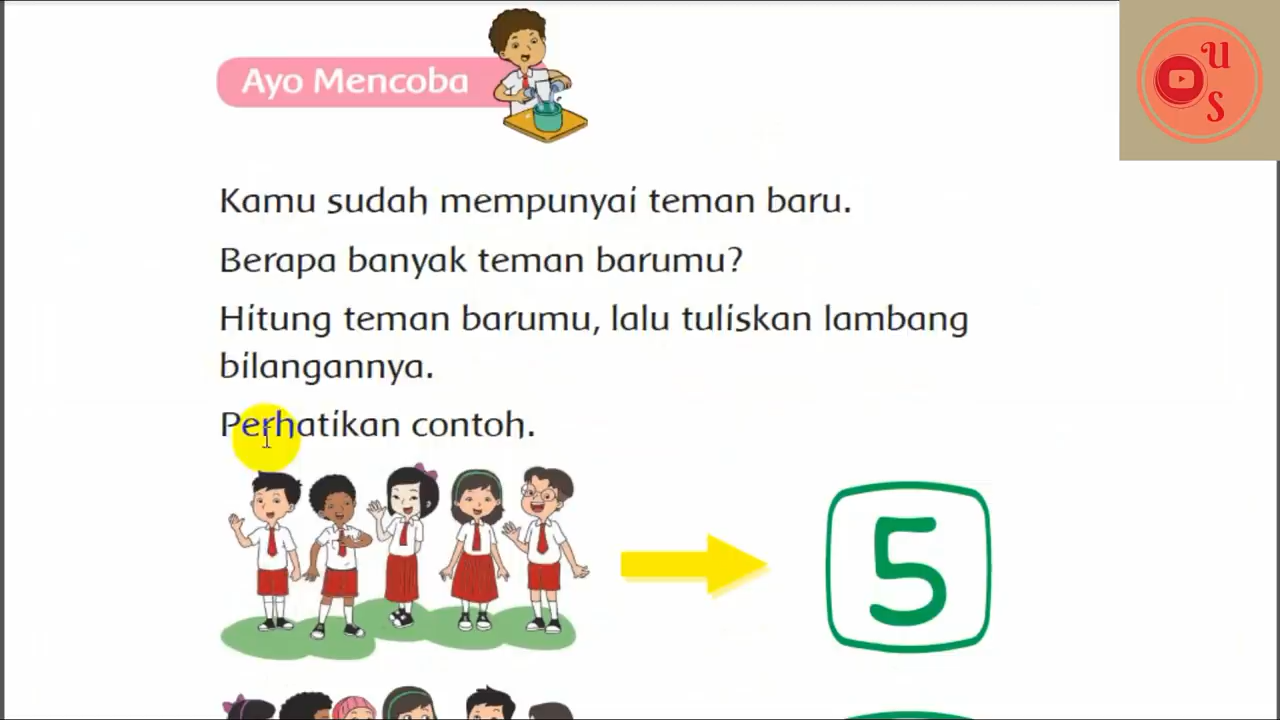 Ayo Mencoba
U
S
Kamu sudah mempunyai teman baru.
Berapa banyak teman barumu?
Hitung teman barumu, lalu tuliskan lambang
bilangannya.
Perhatikan contoh.
5